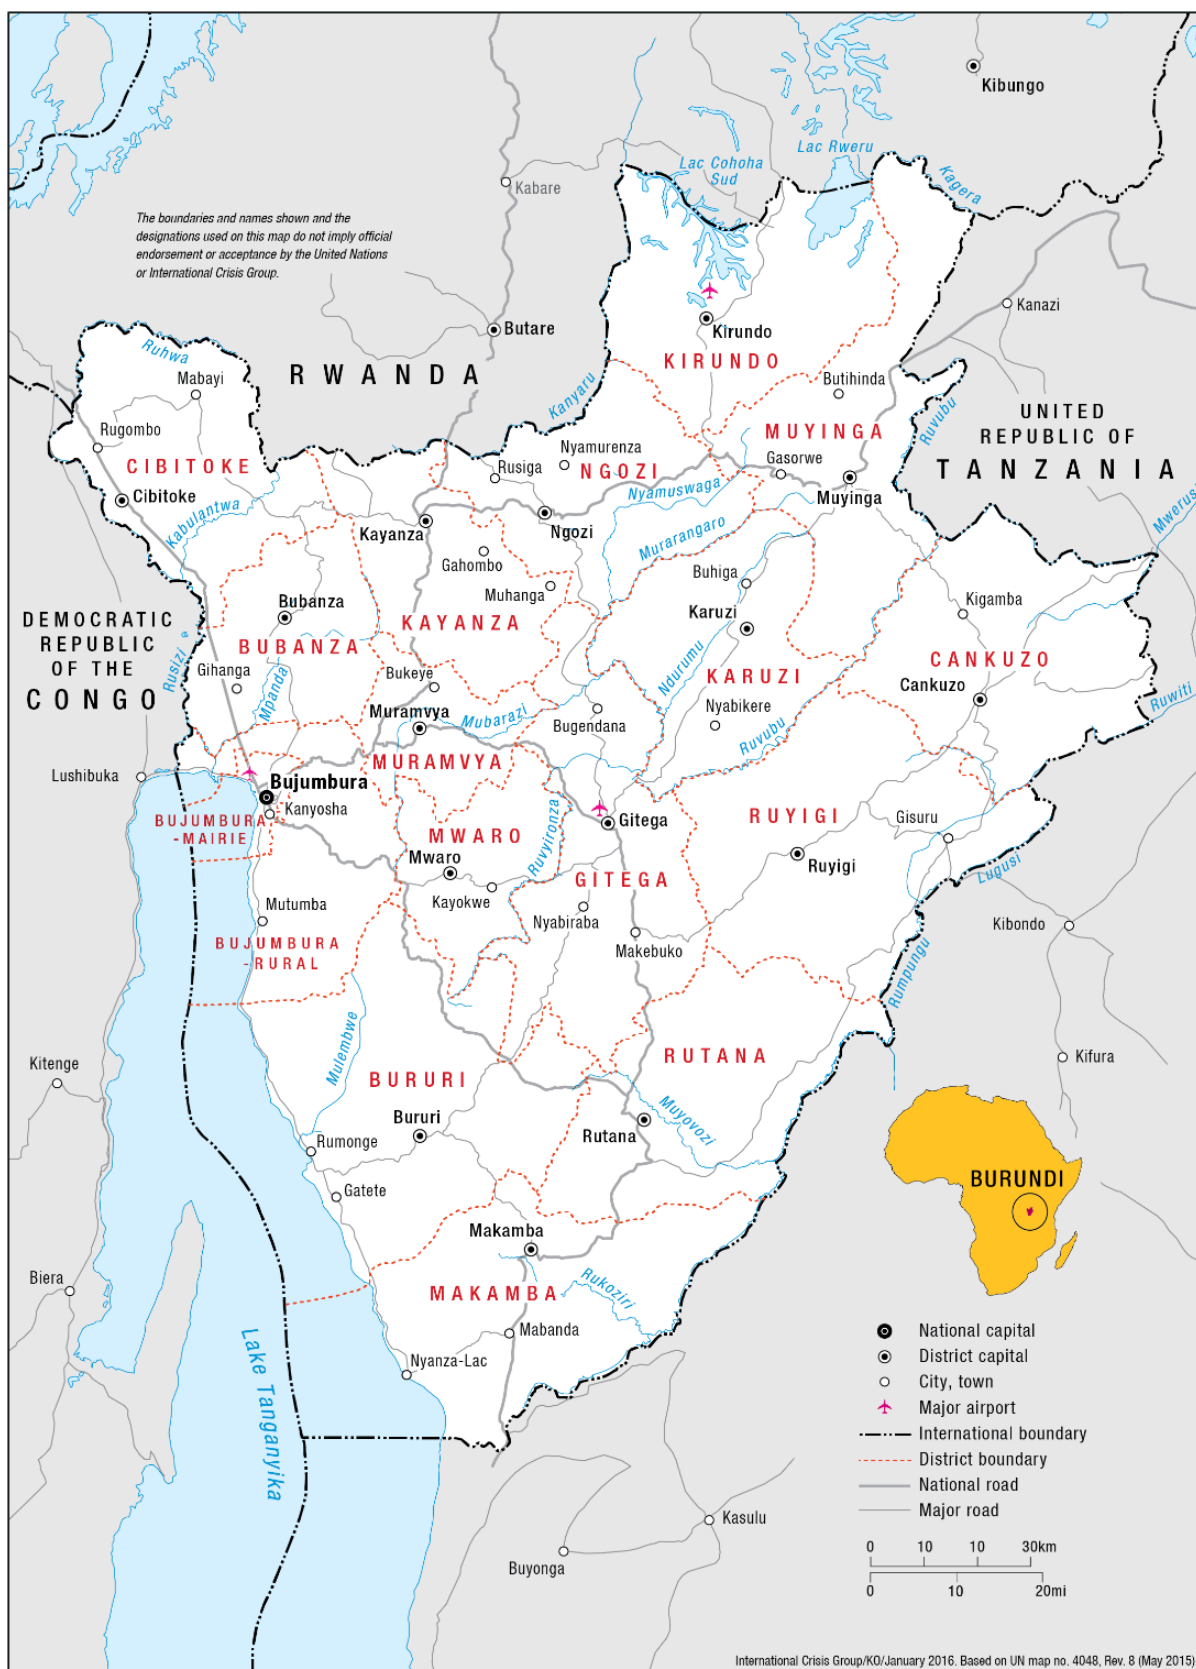 Kibungo
Lac Rweru
Lac Cohoha
Sud
Kagera
Kabare
The boundaries and names shown and the
designations used on this map do not imply official
endorsement or acceptance by the United Nations
or International Crisis Group.
Kanazi
Butare
Kirundo
Ruhwa
RWANDA
KIRUNDO
Mabayi
Kanyaru
Butihinda
Ruvubu
UNITED
REPUBLIC OF
TANZANIA
Rugombo
MUYINGA
Nyamurenza
CIBITOKE
Rusiga
NGOZI
Gasorwe
Cibitoke
Nyamuswaga
Muyinga
Mwerusi
Kabulantwa
Kayanza
Ngozi
Murarangaro
Gahombo
Buhiga
Muhanga
DEMOCRATIC
REPUBLIC
OF THE
CONGO
Bubanza
Karuzi
Kigamba
KAYANZA
BUBANZA
Rusizi
Gihanga
Mpanda
Bukeye
Ndurumu
KARUZI
CANKUZO
Cankuzo
Ruwiti
Muramvya
Mubarazi
Bugendana
Nyabikere
Ruvubu
MURAMVYA
Lushibuka
Bujumbura
Kanyosha
BUJUMBURA
-MAIRIE
MWARO
Ruvyironza
Gitega
RUYIGI
Gisuru
Mwaro
Ruyigi
Lugusi
GITEGA
Kayokwe
Mutumba
Nyabiraba
Kibondo
BUJUMBURA
-RURAL
Makebuko
Rumpungu
Mulembwe
Kitenge
RUTANA
Kifura
BURURI
Muyovozi
Bururi
Rutana
Rumonge
BURUNDI
Gatete
Makamba
Biera
Rukoziri
MAKAMBA
Mabanda
Nyanza-Lac
Lake Tanganyika
National capital
District capital
City, town
Major airport
International boundary
District boundary
National road
Major road
Kasulu
Buyonga
0 10 10 30km
0 10 20mi
International Crisis Group/KO/January 2016. Based on UN map no. 4048, Rev. 8 (May 2015)